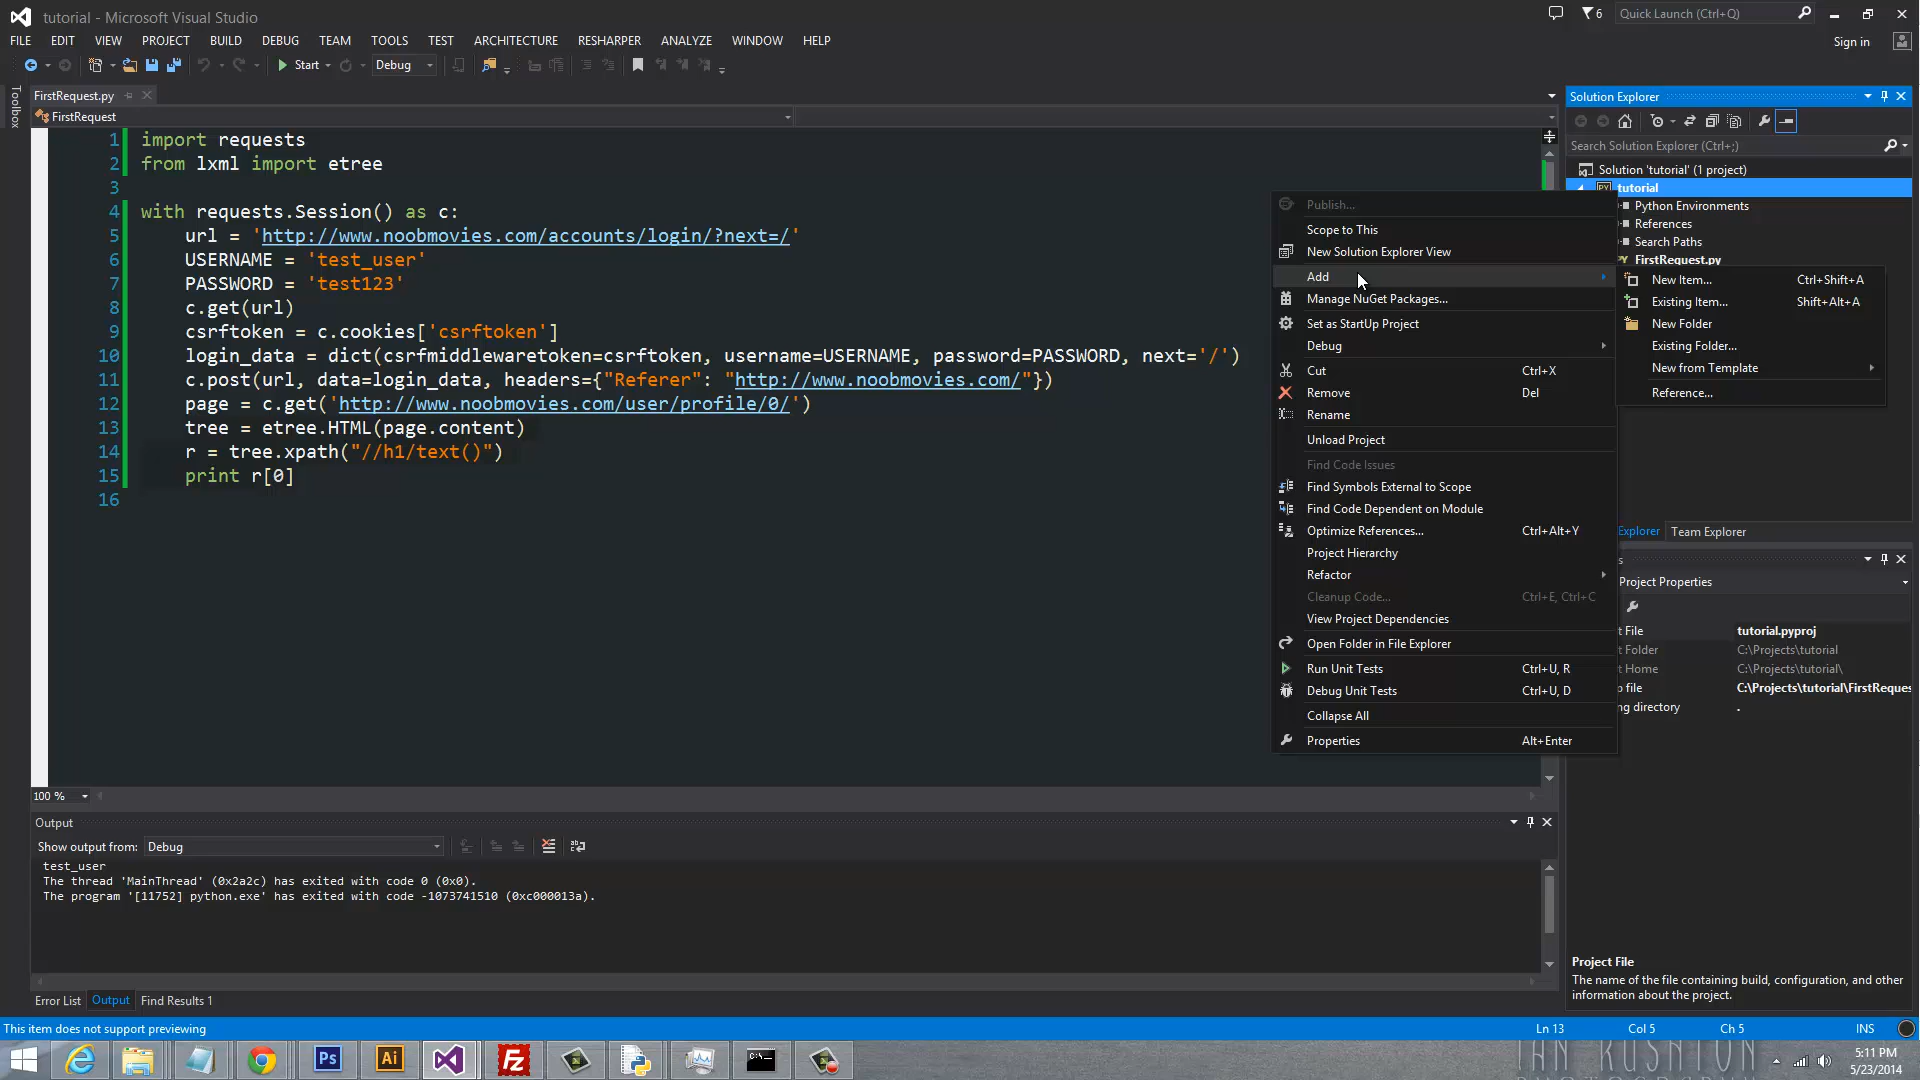 tutorial - Microsoft Visual Studio
6
Quick Launch (Ctrl+Q)
FILE EDIT VIEW PROJECT BUILD DEBUG TEAM TOOLS TEST ARCHITECTURE RESHARPER ANALYZE WINDOW HELP
Sign in
Start Debug
Toolbox
FirstRequest.py
FirstRequest
1 import requests
2 from lxml import etree
3
4 with requests.Session() as c:
5 url = 'http://www.noobmovies.com/accounts/login/?next=/'
6 USERNAME = 'test_user'
7 PASSWORD = 'test123'
8 c.get(url)
9 csrftoken = c.cookies['csrftoken']
10 login_data = dict(csrfmiddlewaretoken=csrftoken, username=USERNAME, password=PASSWORD, next='/')
11 c.post(url, data=login_data, headers={"Referer": "http://www.noobmovies.com/"})
12 page = c.get('http://www.noobmovies.com/user/profile/0/')
13 tree = etree.HTML(page.content)
14 r = tree.xpath("//h1/text()")
15 print r[0]
16
100 %
Publish...
Scope to This
New Solution Explorer View
Add
Manage NuGet Packages...
Set as StartUp Project
Debug
Cut Ctrl+X
Remove Del
Rename
Unload Project
Find Code Issues
Find Symbols External to Scope
Find Code Dependent on Module
Optimize References... Ctrl+Alt+Y
Project Hierarchy
Refactor
Cleanup Code... Ctrl+E, Ctrl+C
View Project Dependencies
Open Folder in File Explorer
Run Unit Tests Ctrl+U, R
Debug Unit Tests Ctrl+U, D
Collapse All
Properties Alt+Enter
New Item... Ctrl+Shift+A
Existing Item... Shift+Alt+A
New Folder
Existing Folder...
New from Template
Reference...
Solution Explorer
Search Solution Explorer (Ctrl+;)
Solution 'tutorial' (1 project)
PY tutorial
Python Environments
References
Search Paths
FirstRequest.py
Explorer Team Explorer
s
Project Properties
t File tutorial.pyproj
t Folder C:\Projects\tutorial
t Home C:\Projects\tutorial\
p file C:\Projects\tutorial\FirstReques
ng directory .
Project File
The name of the file containing build, configuration, and other
information about the project.
Output
Show output from: Debug
test_user
The thread 'MainThread' (0x2a2c) has exited with code 0 (0x0).
The program '[11752] python.exe' has exited with code -1073741510 (0xc000013a).
Error List Output Find Results 1
This item does not support previewing
Ln 13 Col 5 Ch 5 INS
Ps Ai Fz
IAN RUSHTON
5:11 PM
5/23/2014